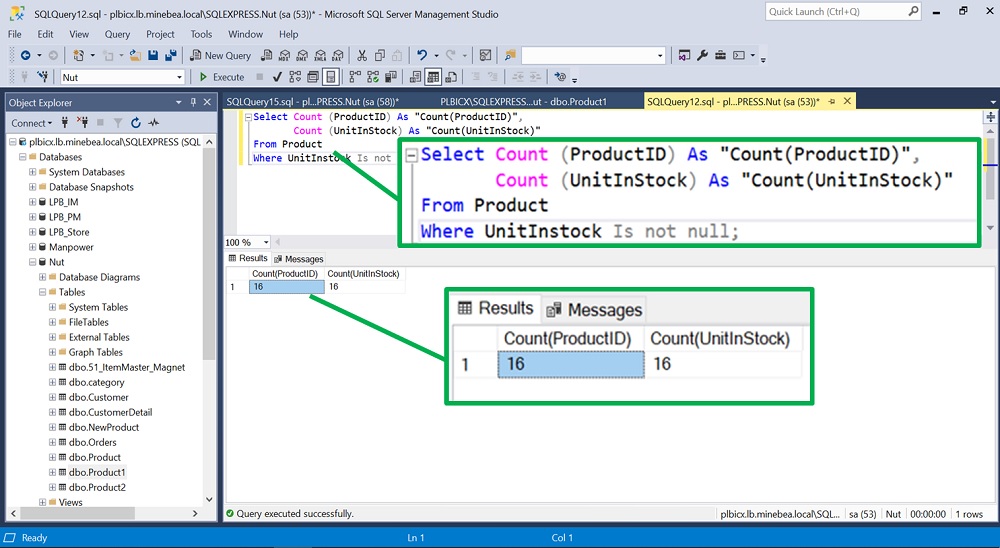 SQLQuery12.sql - plbicx.lb.minebea.local\SQLEXPRESS.Nut (sa (53))* - Microsoft SQL Server Management Studio
Quick Launch (Ctrl+Q)
File Edit View Query Project Tools Window Help
New Query
MDX DMX XMLA DAX
Nut
Execute
Object Explorer
SQLQuery15.sql - pl...PRESS.Nut (sa (58))*
PLBICX\SQLEXPRESS...ut - dbo.Product1
SQLQuery12.sql - pl...PRESS.Nut (sa (53))*
Connect
plbicx.lb.minebea.local\SQLEXPRESS (SQL
Databases
System Databases
Database Snapshots
LPB_IM
LPB_PM
LPB_Store
Manpower
Nut
Database Diagrams
Tables
System Tables
FileTables
External Tables
Graph Tables
dbo.51_ItemMaster_Magnet
dbo.category
dbo.Customer
dbo.CustomerDetail
dbo.NewProduct
dbo.Orders
dbo.Product
dbo.Product1
dbo.Product2
Views
Select Count (ProductID) As "Count(ProductID)",
Count (UnitInStock) As "Count(UnitInStock)"
From Product
Where UnitInstock Is not
Select Count (ProductID) As "Count(ProductID)",
Count (UnitInStock) As "Count(UnitInStock)"
From Product
Where UnitInstock Is not null;
100 %
Results Messages
Count(ProductID) Count(UnitInStock)
1 16 16
Results Messages
Count(ProductID) Count(UnitInStock)
1 16 16
Query executed successfully.
plbicx.lb.minebea.local\SQL... sa (53) Nut 00:00:00 1 rows
Ready
Ln 1
Col 1